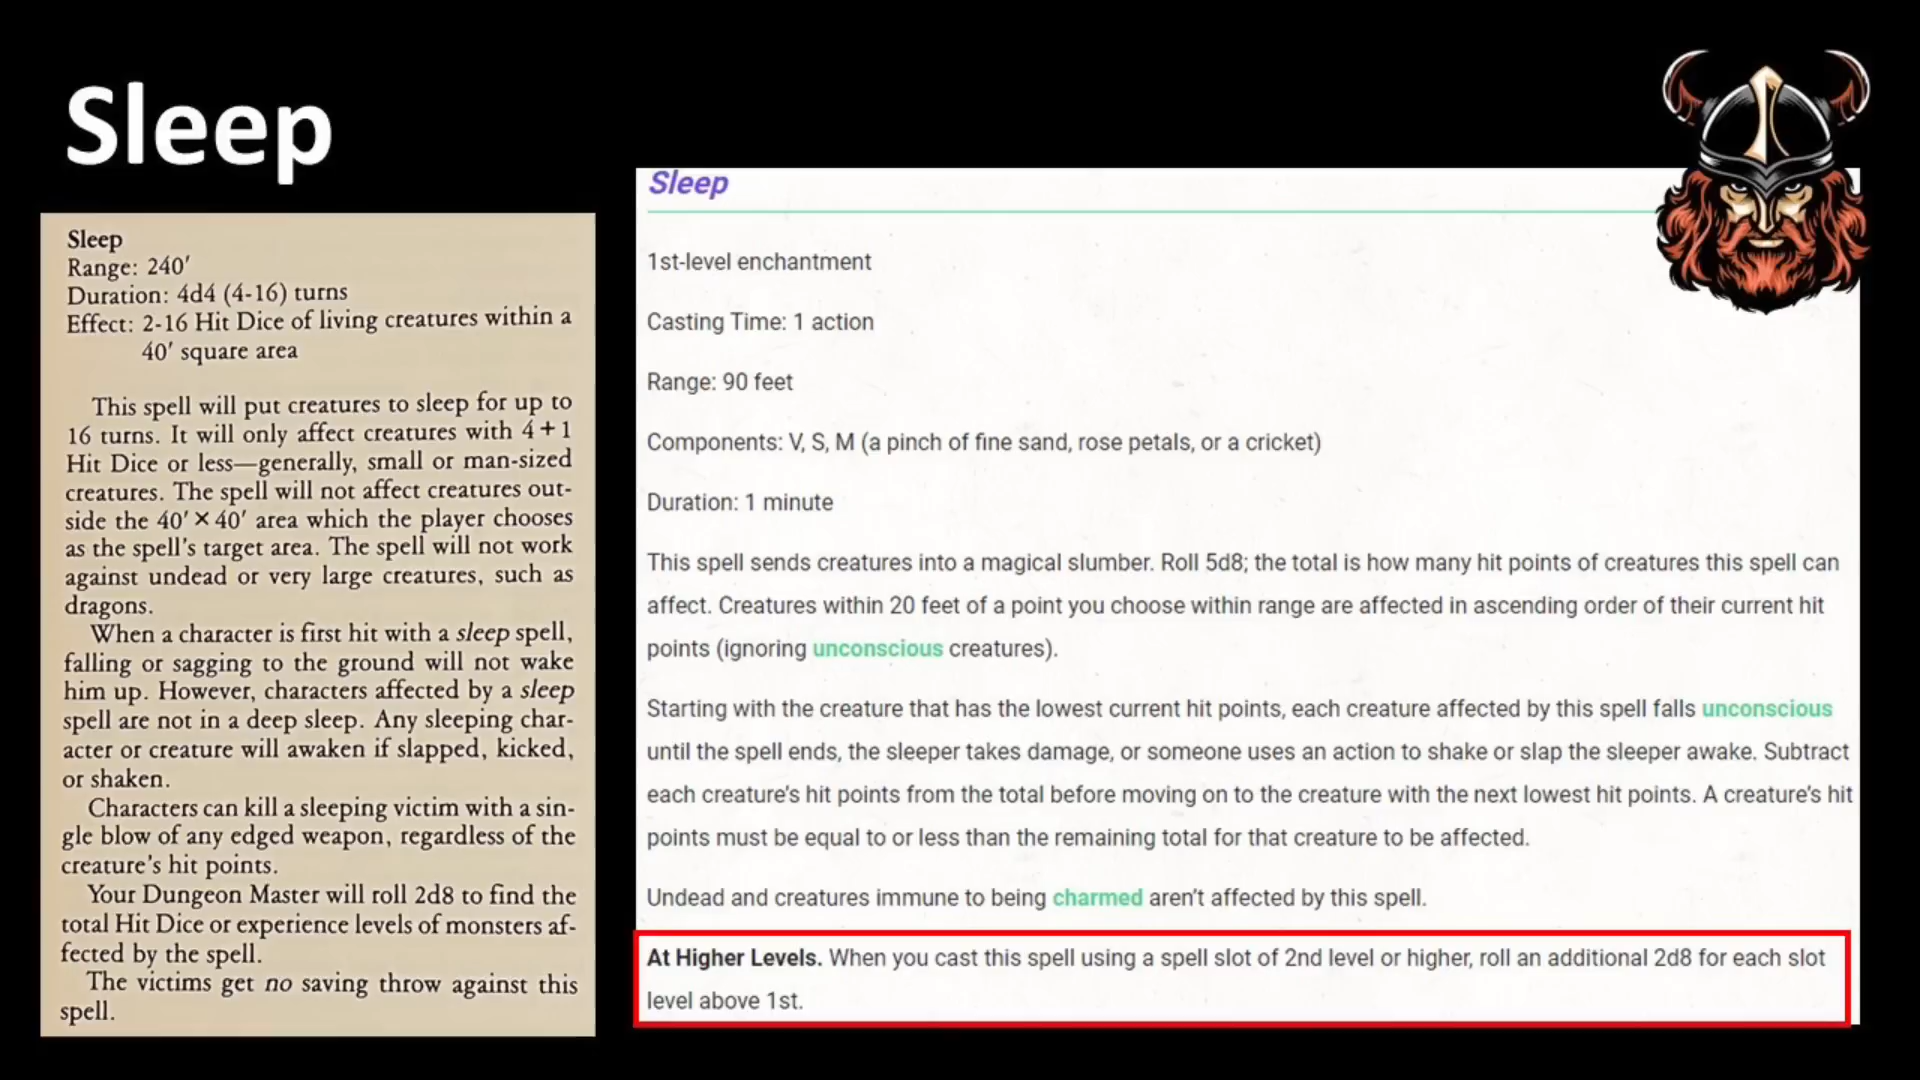 Sleep
Sleep
Range: 240′
Duration: 4d4 (4-16) turns
Effect: 2-16 Hit Dice of living creatures within a
40′ square area
This spell will put creatures to sleep for up to
16 turns. It will only affect creatures with 4+1
Hit Dice or less—generally, small or man-sized
creatures. The spell will not affect creatures out-
side the 40′×40′ area which the player chooses
as the spell's target area. The spell will not work
against undead or very large creatures, such as
dragons.
When a character is first hit with a sleep spell,
falling or sagging to the ground will not wake
him up. However, characters affected by a sleep
spell are not in a deep sleep. Any sleeping char-
acter or creature will awaken if slapped, kicked,
or shaken.
Characters can kill a sleeping victim with a sin-
gle blow of any edged weapon, regardless of the
creature's hit points.
Your Dungeon Master will roll 2d8 to find the
total Hit Dice or experience levels of monsters af-
fected by the spell.
The victims get no saving throw against this
spell.
Sleep
1st-level enchantment
Casting Time: 1 action
Range: 90 feet
Components: V, S, M (a pinch of fine sand, rose petals, or a cricket)
Duration: 1 minute
This spell sends creatures into a magical slumber. Roll 5d8; the total is how many hit points of creatures this spell can
affect. Creatures within 20 feet of a point you choose within range are affected in ascending order of their current hit
points (ignoring unconscious creatures).
Starting with the creature that has the lowest current hit points, each creature affected by this spell falls unconscious
until the spell ends, the sleeper takes damage, or someone uses an action to shake or slap the sleeper awake. Subtract
each creature's hit points from the total before moving on to the creature with the next lowest hit points. A creature's hit
points must be equal to or less than the remaining total for that creature to be affected.
Undead and creatures immune to being charmed aren't affected by this spell.
At Higher Levels. When you cast this spell using a spell slot of 2nd level or higher, roll an additional 2d8 for each slot
level above 1st.